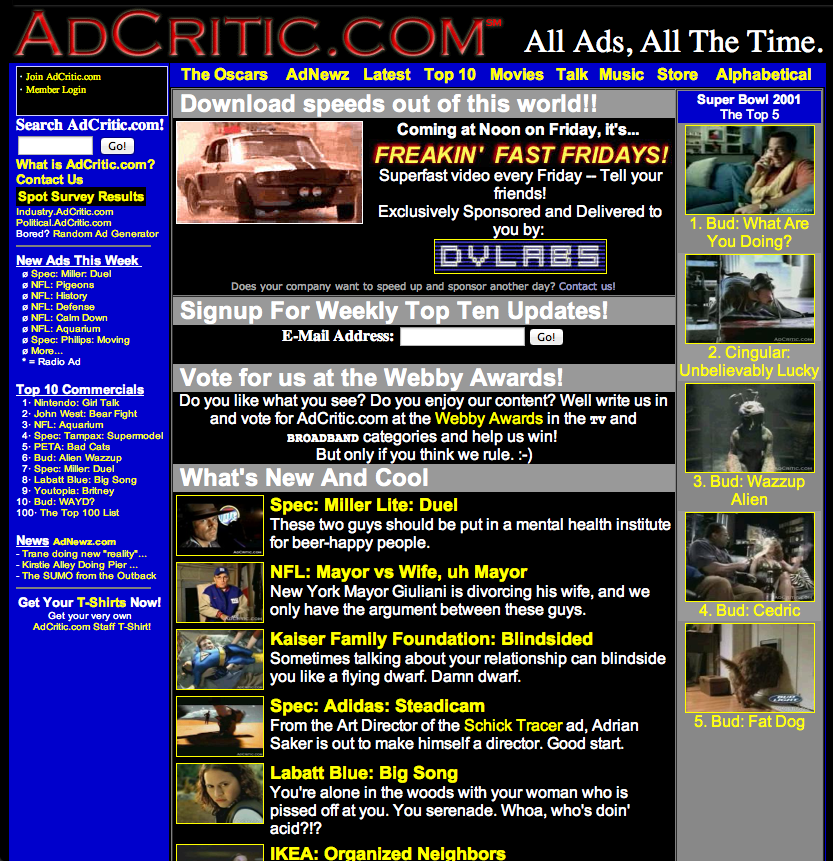 ADCRITIC.COM SM
All Ads, All The Time.
· Join AdCritic.com
· Member Login
Search AdCritic.com!
Go!
What is AdCritic.com?
Contact Us
Spot Survey Results
Industry.AdCritic.com
Political.AdCritic.com
Bored? Random Ad Generator
New Ads This Week
ø Spec: Miller: Duel
ø NFL: Pigeons
ø NFL: History
ø NFL: Defense
ø NFL: Calm Down
ø NFL: Aquarium
ø Spec: Philips: Moving
ø More...
* = Radio Ad
Top 10 Commercials
1· Nintendo: Girl Talk
2· John West: Bear Fight
3· NFL: Aquarium
4· Spec: Tampax: Supermodel
5· PETA: Bad Cats
6· Bud: Alien Wazzup
7· Spec: Miller: Duel
8· Labatt Blue: Big Song
9· Youtopia: Britney
10· Bud: WAYD?
100· The Top 100 List
News AdNewz.com
- Trane doing new "reality"...
- Kirstie Alley Doing Pier ...
- The SUMO from the Outback
Get Your T-Shirts Now!
Get your very own
AdCritic.com Staff T-Shirt!
The Oscars AdNewz Latest Top 10 Movies Talk Music Store Alphabetical
Download speeds out of this world!!
Coming at Noon on Friday, it's...
FREAKIN' FAST FRIDAYS!
Superfast video every Friday -- Tell your
friends!
Exclusively Sponsored and Delivered to
you by:
DVLABS
Does your company want to speed up and sponsor another day? Contact us!
Signup For Weekly Top Ten Updates!
E-Mail Address: Go!
Vote for us at the Webby Awards!
Do you like what you see? Do you enjoy our content? Well write us in
and vote for AdCritic.com at the Webby Awards in the TV and
BROADBAND categories and help us win!
But only if you think we rule. :-)
What's New And Cool
Spec: Miller Lite: Duel
These two guys should be put in a mental health institute
for beer-happy people.
NFL: Mayor vs Wife, uh Mayor
New York Mayor Giuliani is divorcing his wife, and we
only have the argument between these guys.
Kaiser Family Foundation: Blindsided
Sometimes talking about your relationship can blindside
you like a flying dwarf. Damn dwarf.
Spec: Adidas: Steadicam
From the Art Director of the Schick Tracer ad, Adrian
Saker is out to make himself a director. Good start.
Labatt Blue: Big Song
You're alone in the woods with your woman who is
pissed off at you. You serenade. Whoa, who's doin'
acid?!?
IKEA: Organized Neighbors
Super Bowl 2001
The Top 5
ADCRITIC.COM
1. Bud: What Are
You Doing?
ADCRITIC.COM
2. Cingular:
Unbelievably Lucky
ADCRITIC.COM
3. Bud: Wazzup
Alien
ADCRITIC.COM
4. Bud: Cedric
BUD LIGHT
5. Bud: Fat Dog